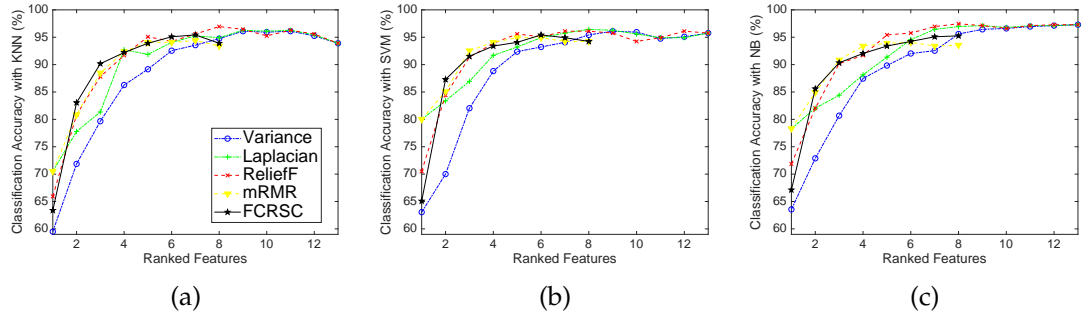 Classification Accuracy with KNN (%)
100
95
90
85
80
75
70
65
60
2 4 6 8 10 12
Ranked Features
Variance
Laplacian
ReliefF
mRMR
FCRSC
(a)
Classification Accuracy with SVM (%)
100
95
90
85
80
75
70
65
60
2 4 6 8 10 12
Ranked Features
(b)
Classification Accuracy with NB (%)
100
95
90
85
80
75
70
65
60
2 4 6 8 10 12
Ranked Features
(c)